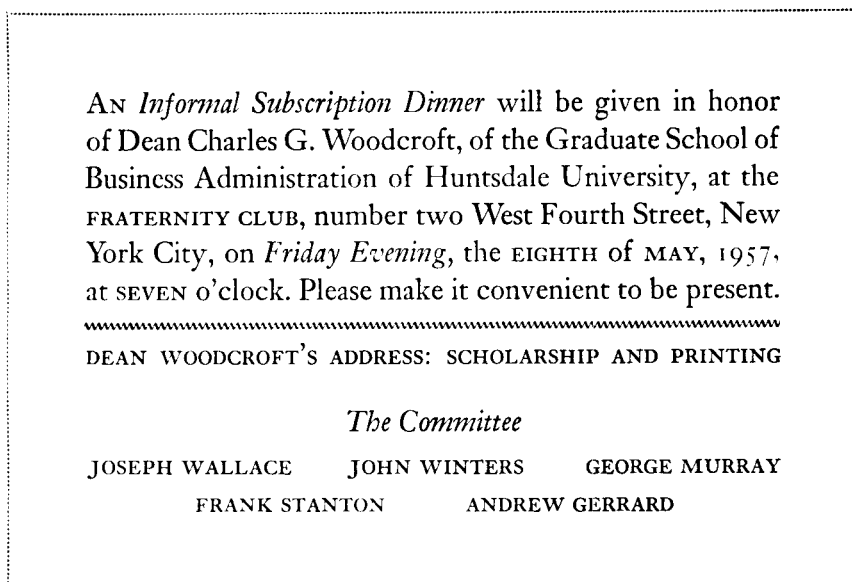 AN Informal Subscription Dinner will be given in honor
of Dean Charles G. Woodcroft, of the Graduate School of
Business Administration of Huntsdale University, at the
FRATERNITY CLUB, number two West Fourth Street, New
York City, on Friday Evening, the EIGHTH of MAY, 1957,
at SEVEN o'clock. Please make it convenient to be present.
DEAN WOODCROFT'S ADDRESS: SCHOLARSHIP AND PRINTING
The Committee
JOSEPH WALLACE JOHN WINTERS GEORGE MURRAY
FRANK STANTON ANDREW GERRARD